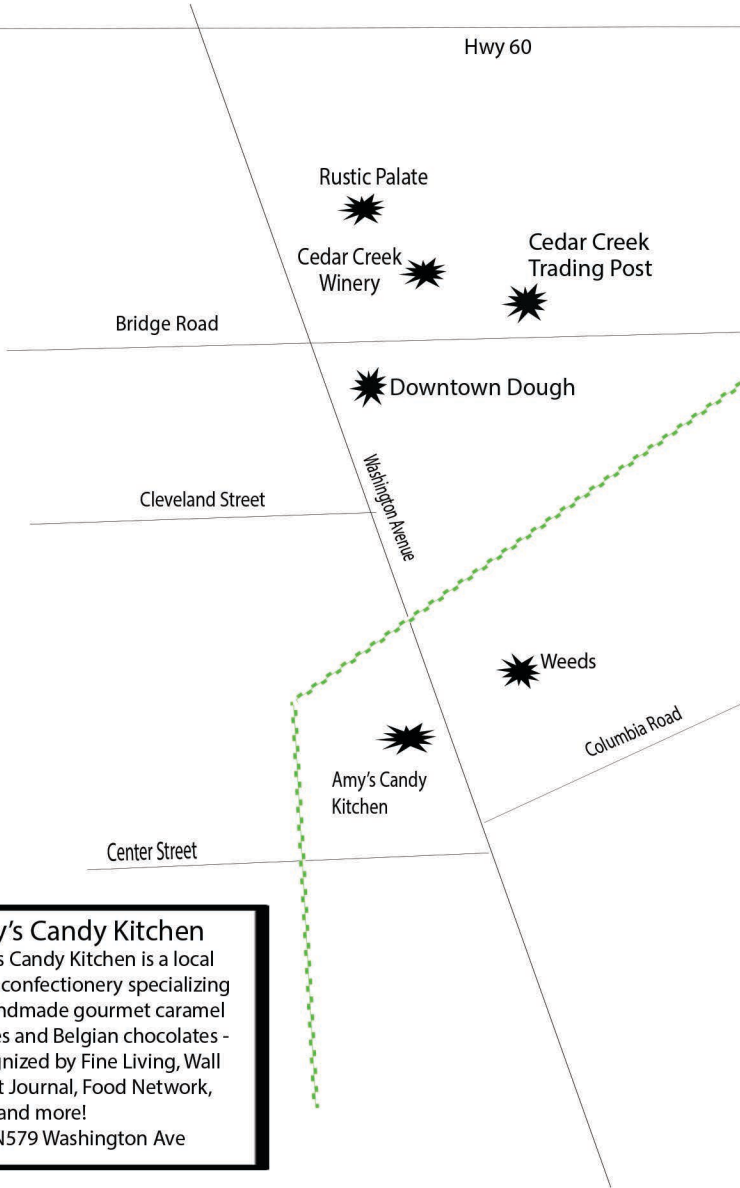 Hwy 60
Rustic Palate
Cedar Creek
Winery
Cedar Creek
Trading Post
Bridge Road
Downtown Dough
Washington Avenue
Cleveland Street
Weeds
Columbia Road
Amy's Candy
Kitchen
Center Street
y's Candy Kitchen
s Candy Kitchen is a local
confectionery specializing
ndmade gourmet caramel
es and Belgian chocolates -
gnized by Fine Living, Wall
t Journal, Food Network,
and more!
N579 Washington Ave